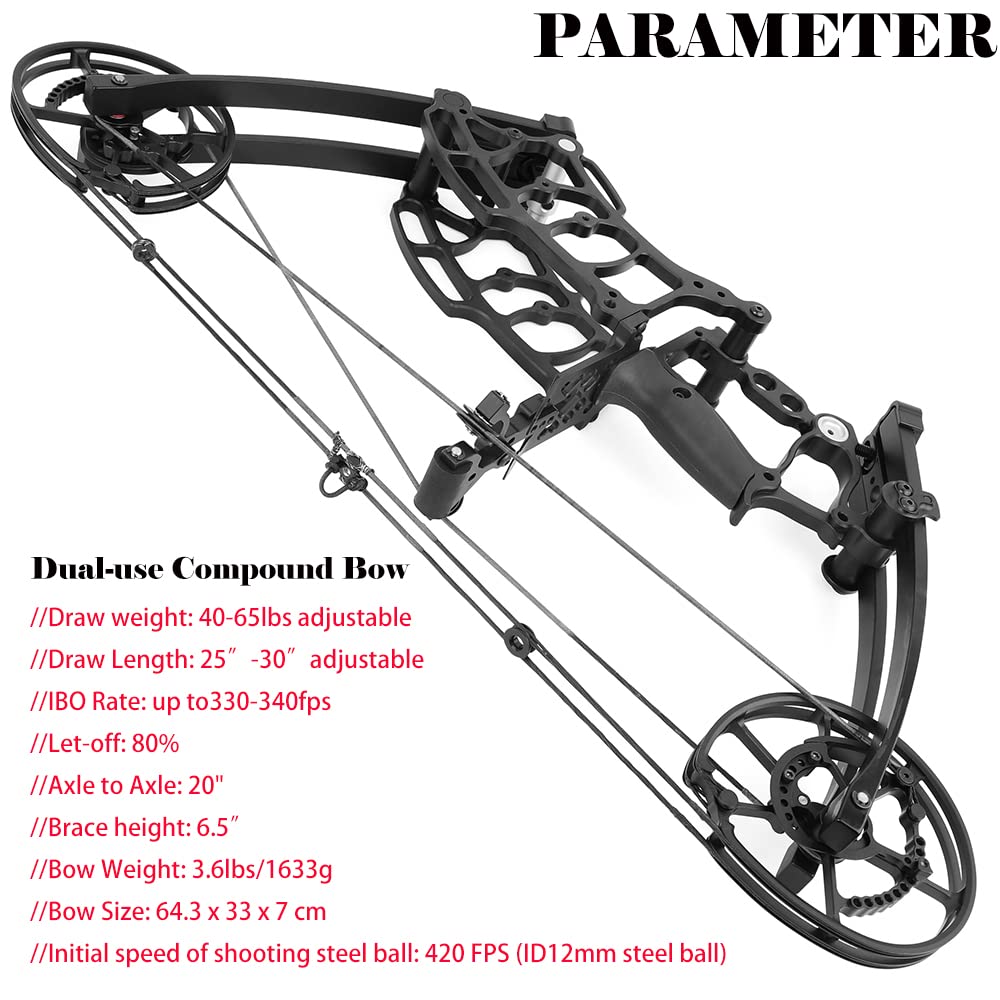 PARAMETER
Dual-use Compound Bow
//Draw weight: 40-65lbs adjustable
//Draw Length: 25″ -30″ adjustable
//IBO Rate: up to330-340fps
//Let-off: 80%
//Axle to Axle: 20"
//Brace height: 6.5″
//Bow Weight: 3.6lbs/1633g
//Bow Size: 64.3 x 33 x 7 cm
//Initial speed of shooting steel ball: 420 FPS (ID12mm steel ball)